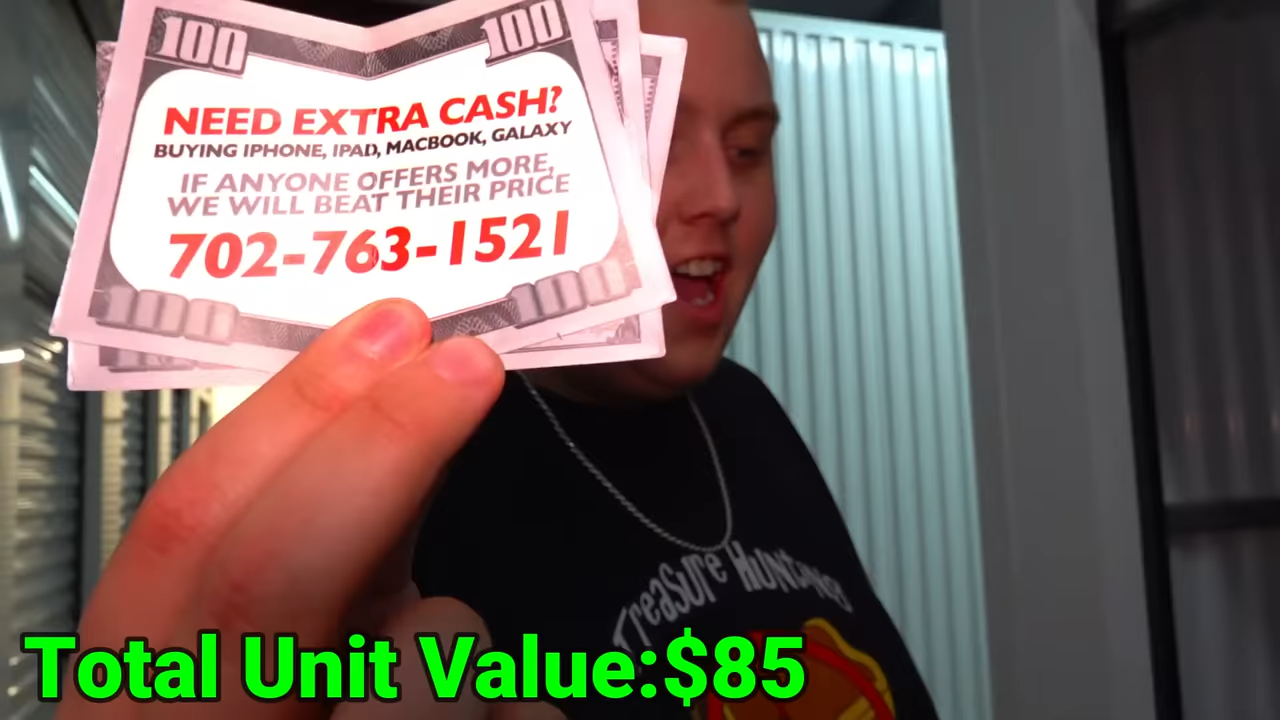 100 100
NEED EXTRA CASH?
BUYING IPHONE, IPAD, MACBOOK, GALAXY
IF ANYONE OFFERS MORE,
WE WILL BEAT THEIR PRICE
702-763-1521
100 100
Treasure HUNTING
Total Unit Value:$85